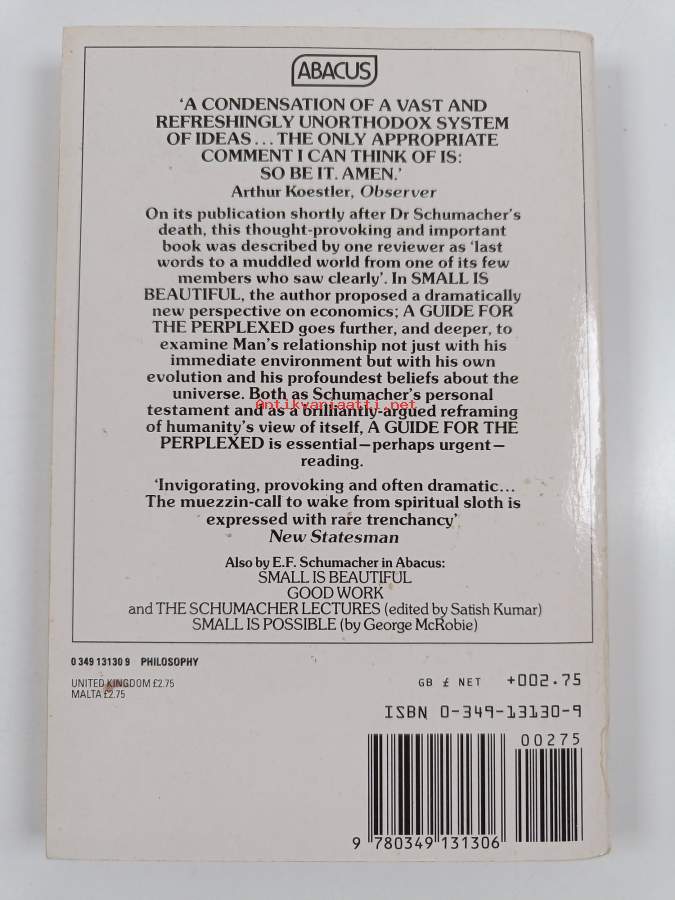 ABACUS
‘A CONDENSATION OF A VAST AND
REFRESHINGLY UNORTHODOX SYSTEM
OF IDEAS... THE ONLY APPROPRIATE
COMMENT I CAN THINK OF IS:
SO BE IT. AMEN.’
Arthur Koestler, Observer
On its publication shortly after Dr Schumacher’s
death, this thought-provoking and important
book was described by one reviewer as ‘last
words to a muddled world from one of its few
members who saw clearly’. In SMALL IS
BEAUTIFUL, the author proposed a dramatically
new perspective on economics; A GUIDE FOR
THE PERPLEXED goes further, and deeper, to
examine Man’s relationship not just with his
immediate environment but with his own
evolution and his profoundest beliefs about the
universe. Both as Schumacher’s personal
Antikvariaatti.net
testament and as a brilliantly-argued reframing
of humanity’s view of itself, A GUIDE FOR THE
PERPLEXED is essential—perhaps urgent—
reading.
‘Invigorating, provoking and often dramatic...
The muezzin-call to wake from spiritual sloth is
expressed with rare trenchancy’
New Statesman
Also by E.F. Schumacher in Abacus:
SMALL IS BEAUTIFUL
GOOD WORK
and THE SCHUMACHER LECTURES (edited by Satish Kumar)
SMALL IS POSSIBLE (by George McRobie)
0 349 13130 9 PHILOSOPHY
UNITED KINGDOM £2.75
MALTA £2.75
GB £ NET +002.75
ISBN 0-349-13130-9
00275
9 780349 131306